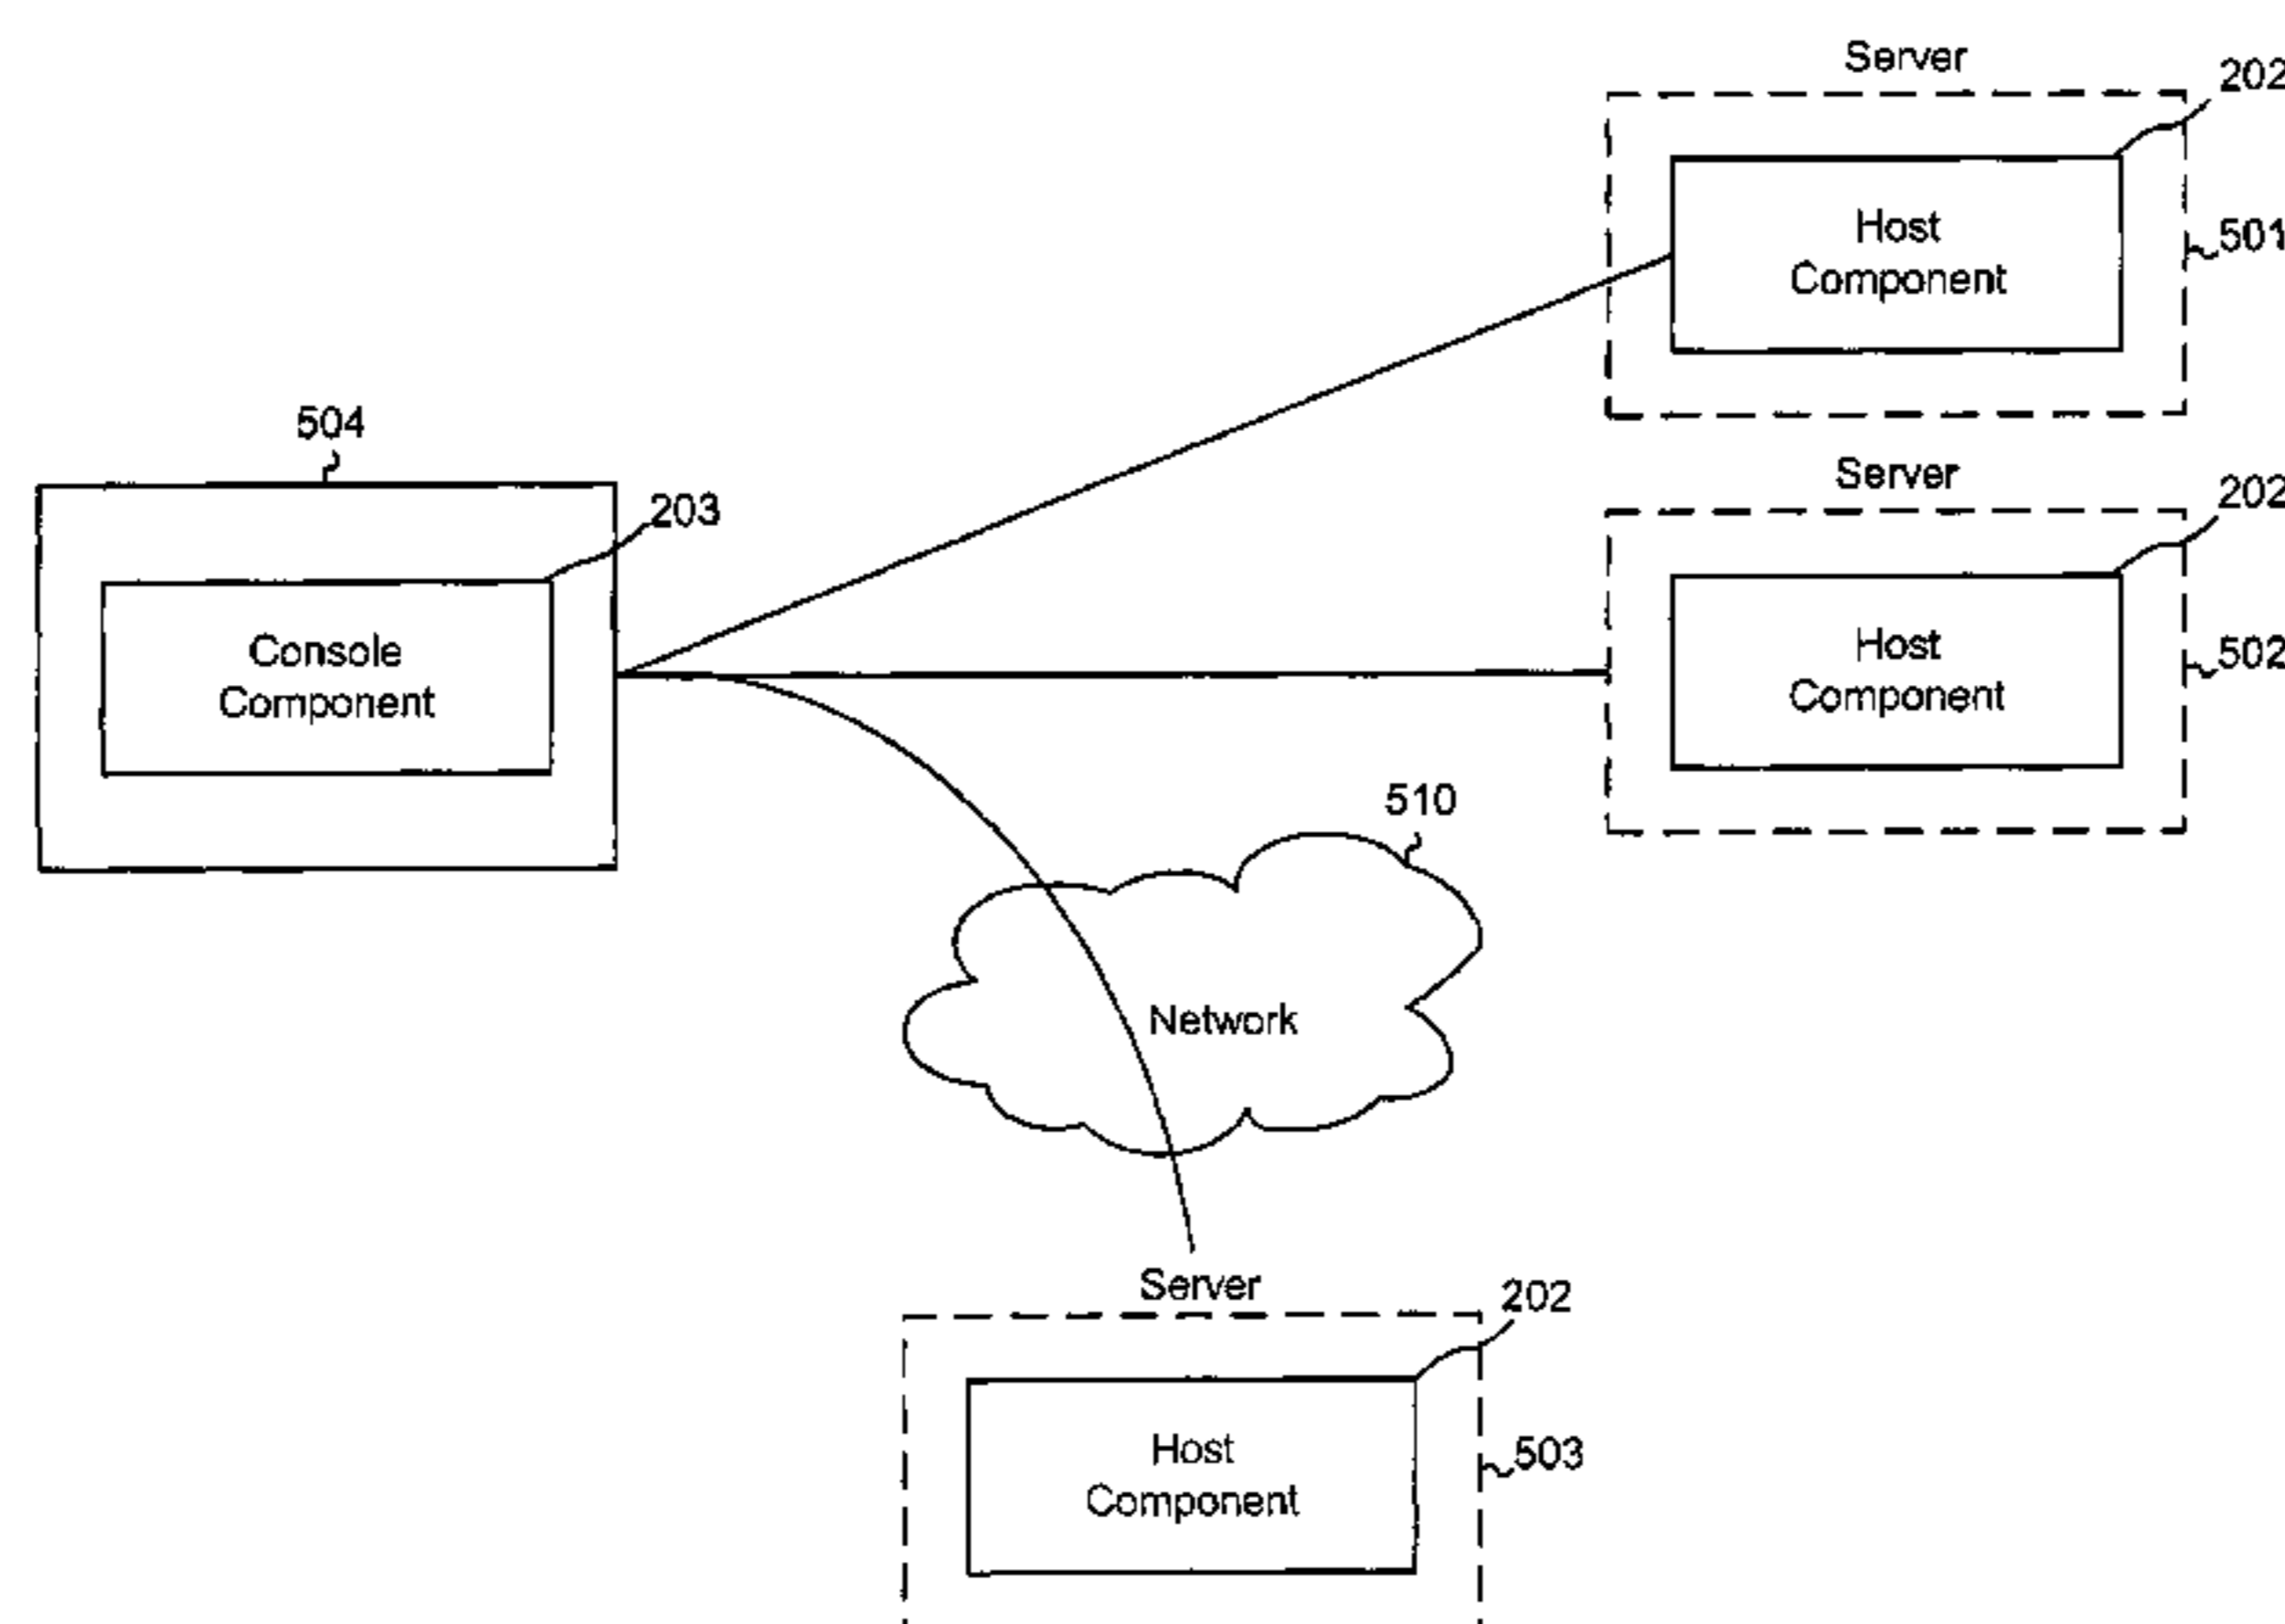 Server
202
Host
Component
501
504
Server
202
203
Console
Component
Host
Component
502
510
Network
Server
202
Host
Component
503